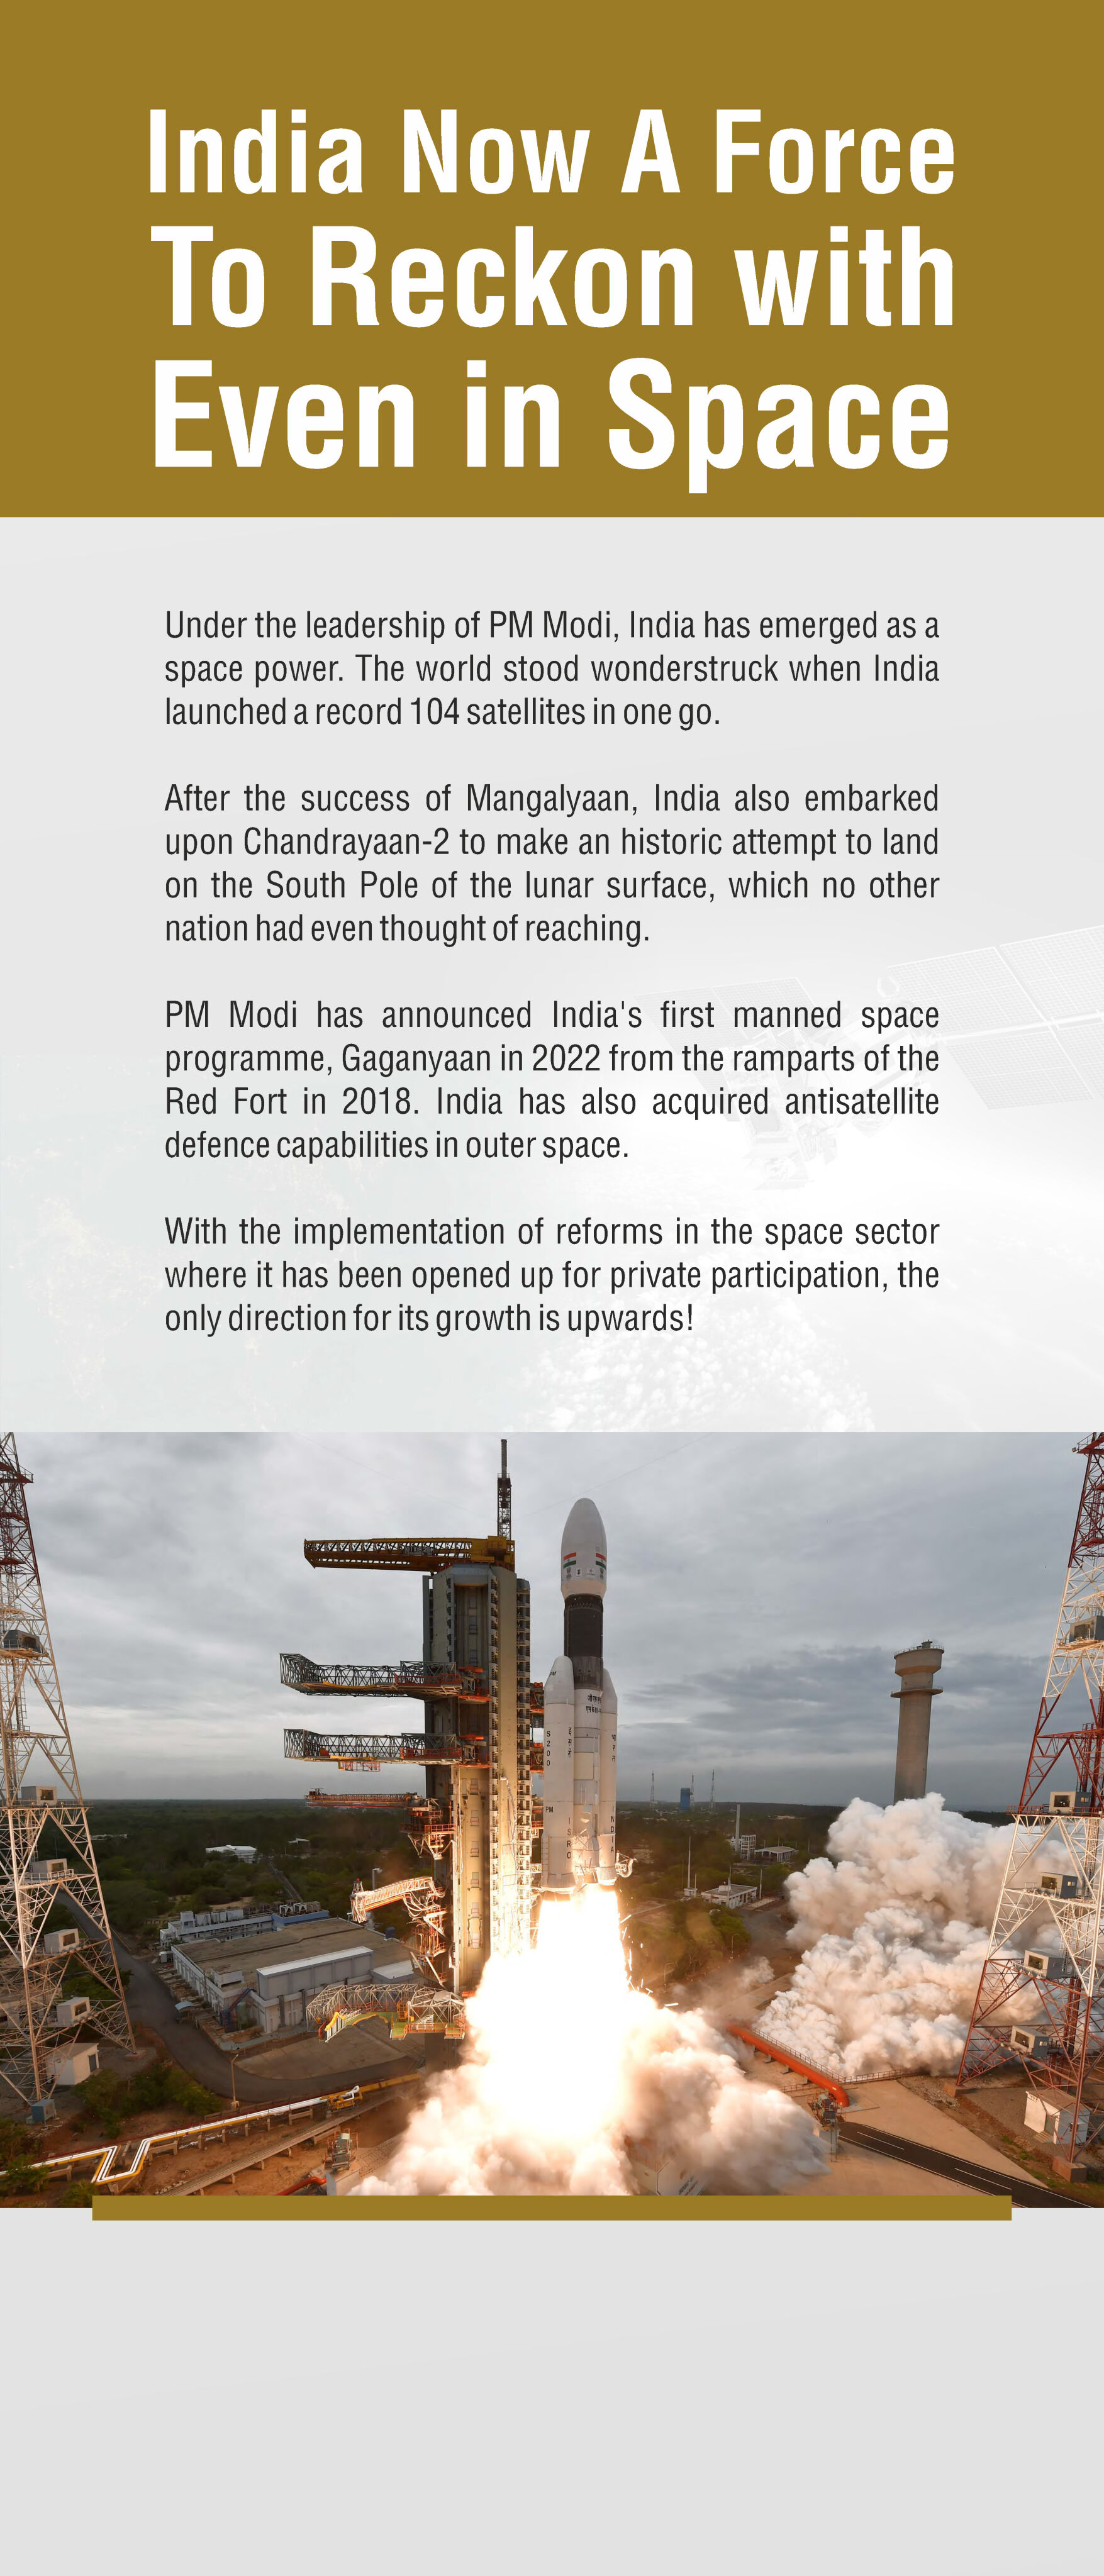 India Now A Force
To Reckon with
Even in Space
Under the leadership of PM Modi, India has emerged as a
space power. The world stood wonderstruck when India
launched a record 104 satellites in one go.
After the success of Mangalyaan, India also embarked
upon Chandrayaan-2 to make an historic attempt to land
on the South Pole of the lunar surface, which no other
nation had even thought of reaching.
PM Modi has announced India's first manned space
programme, Gaganyaan in 2022 from the ramparts of the
Red Fort in 2018. India has also acquired antisatellite
defence capabilities in outer space.
With the implementation of reforms in the space sector
where it has been opened up for private participation, the
only direction for its growth is upwards!
S200